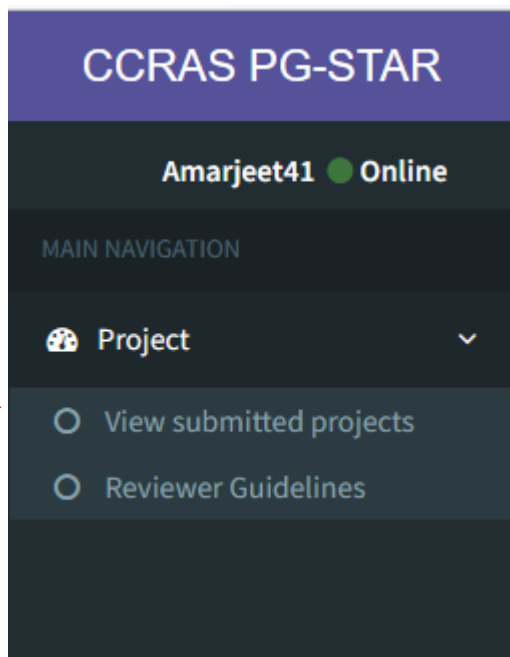 CCRAS PG-STAR
Amarjeet41 Online
MAIN NAVIGATION
Project
View submitted projects
Reviewer Guidelines